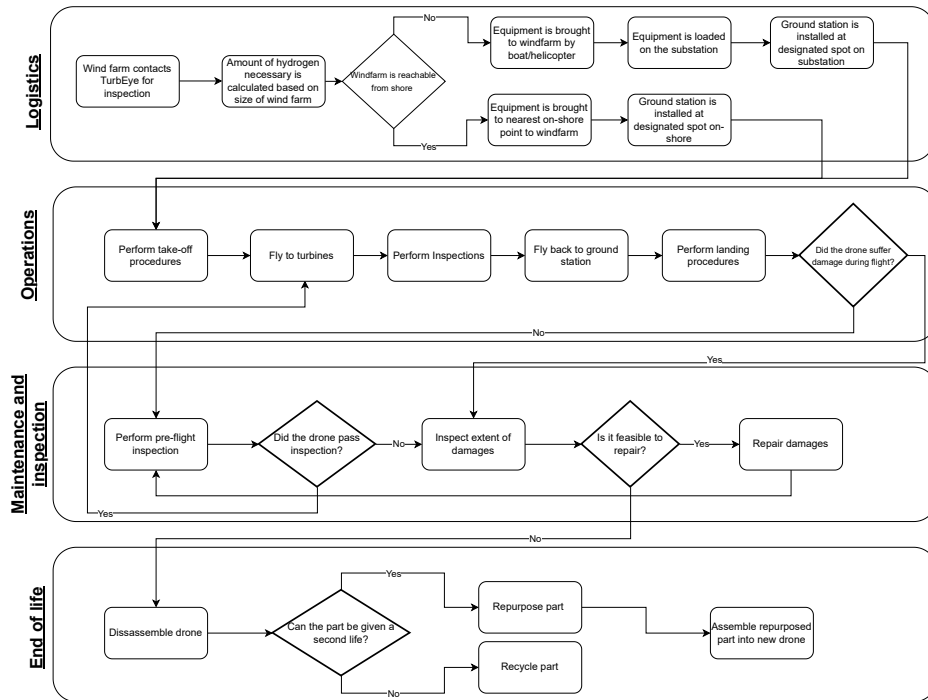 Logistics
Wind farm contacts
TurbEye for
inspection
Amount of hydrogen
necessary is
calculated based on
size of wind farm
Windfarm is reachable
from shore
No
Equipment is brought
to windfarm by
boat/helicopter
Equipment is loaded
on the substation
Ground station is
installed at
designated spot on
substation
Yes
Equipment is brought
to nearest on-shore
point to windfarm
Ground station is
installed at
designated spot on-
shore
Operations
Perform take-off
procedures
Fly to turbines
Perform Inspections
Fly back to ground
station
Perform landing
procedures
Did the drone suffer
damage during flight?
No
Yes
Maintenance and
inspection
Perform pre-flight
inspection
Did the drone pass
inspection?
No
Inspect extent of
damages
Is it feasible to
repair?
Yes
Repair damages
Yes
No
End of life
Dissassemble drone
Can the part be given a
second life?
Yes
Repurpose part
Assemble repurposed
part into new drone
No
Recycle part